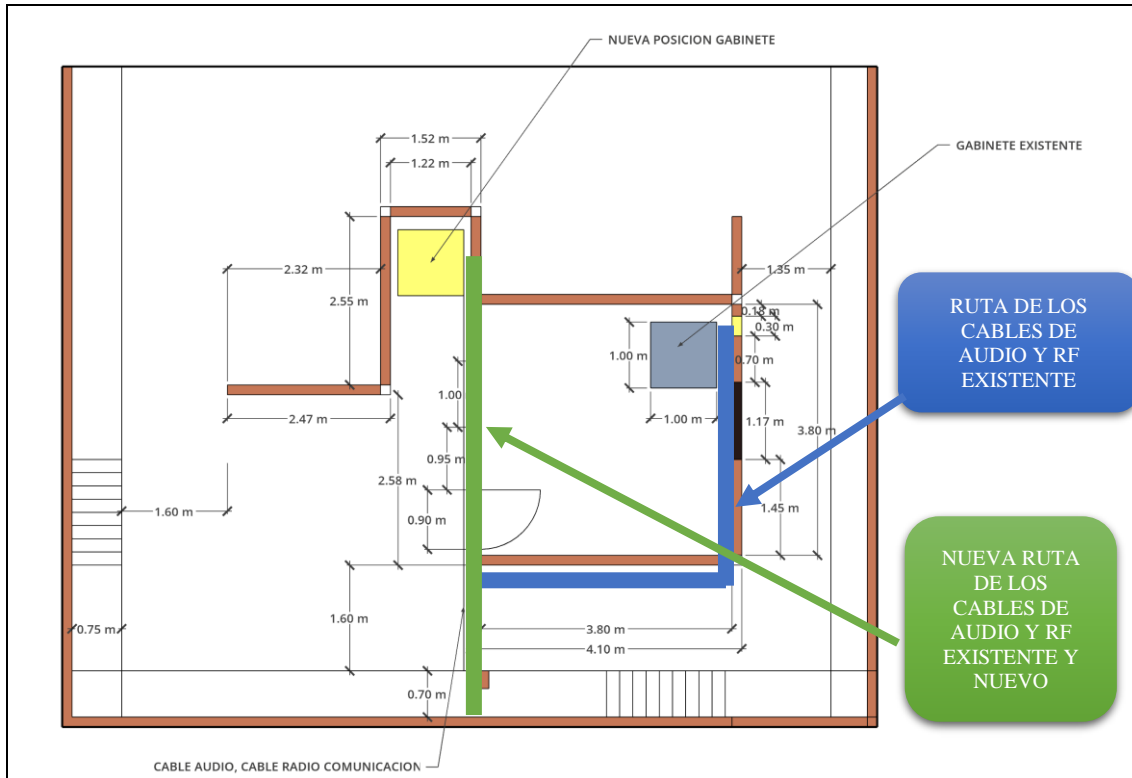 NUEVA POSICION GABINETE
GABINETE EXISTENTE
1.52 m
1.22 m
2.32 m
2.55 m
1.35 m
0.18 m
0.30 m
1.00 m
0.70 m
1.00
1.00 m
1.17 m
3.80 m
2.47 m
0.95 m
2.58 m
1.45 m
1.60 m
0.90 m
1.60 m
0.75 m
3.80 m
4.10 m
0.70 m
CABLE AUDIO, CABLE RADIO COMUNICACION
RUTA DE LOS
CABLES DE
AUDIO Y RF
EXISTENTE
NUEVA RUTA
DE LOS
CABLES DE
AUDIO Y RF
EXISTENTE Y
NUEVO